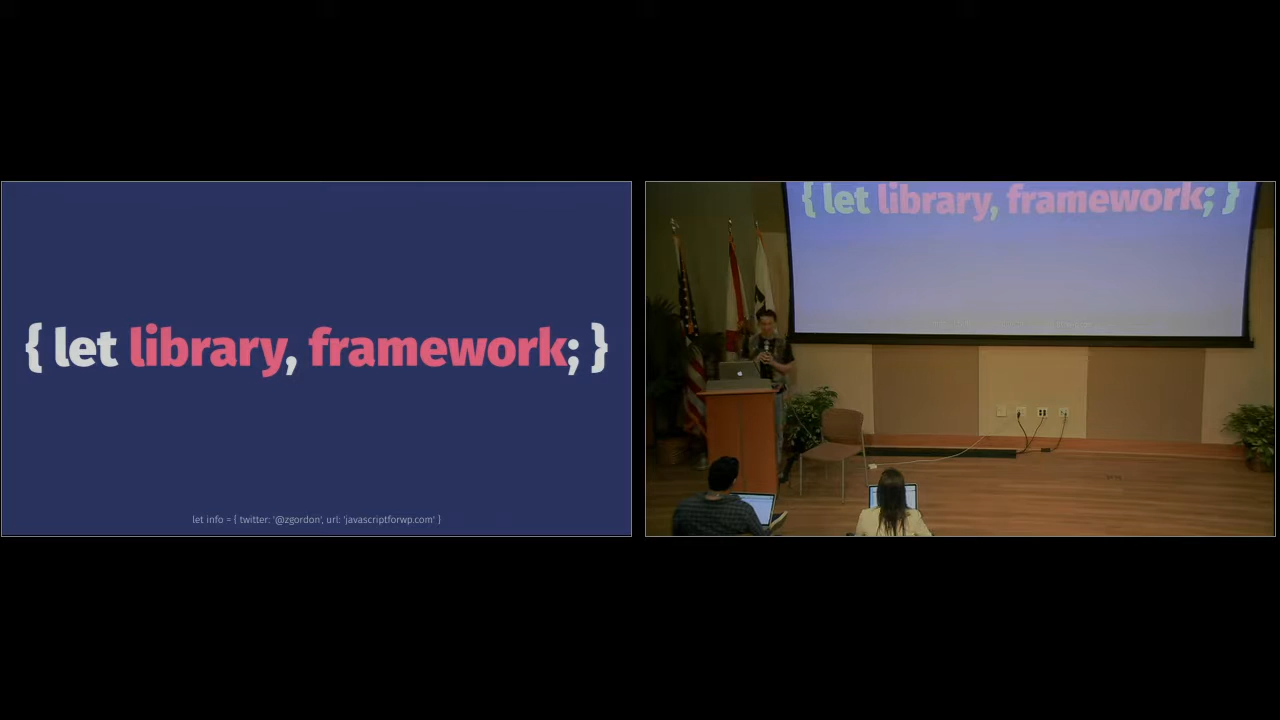 { let library, framework; }
let info = { twitter: '@zgordon', url: 'javascriptforwp.com' }
{ let library, framework; }